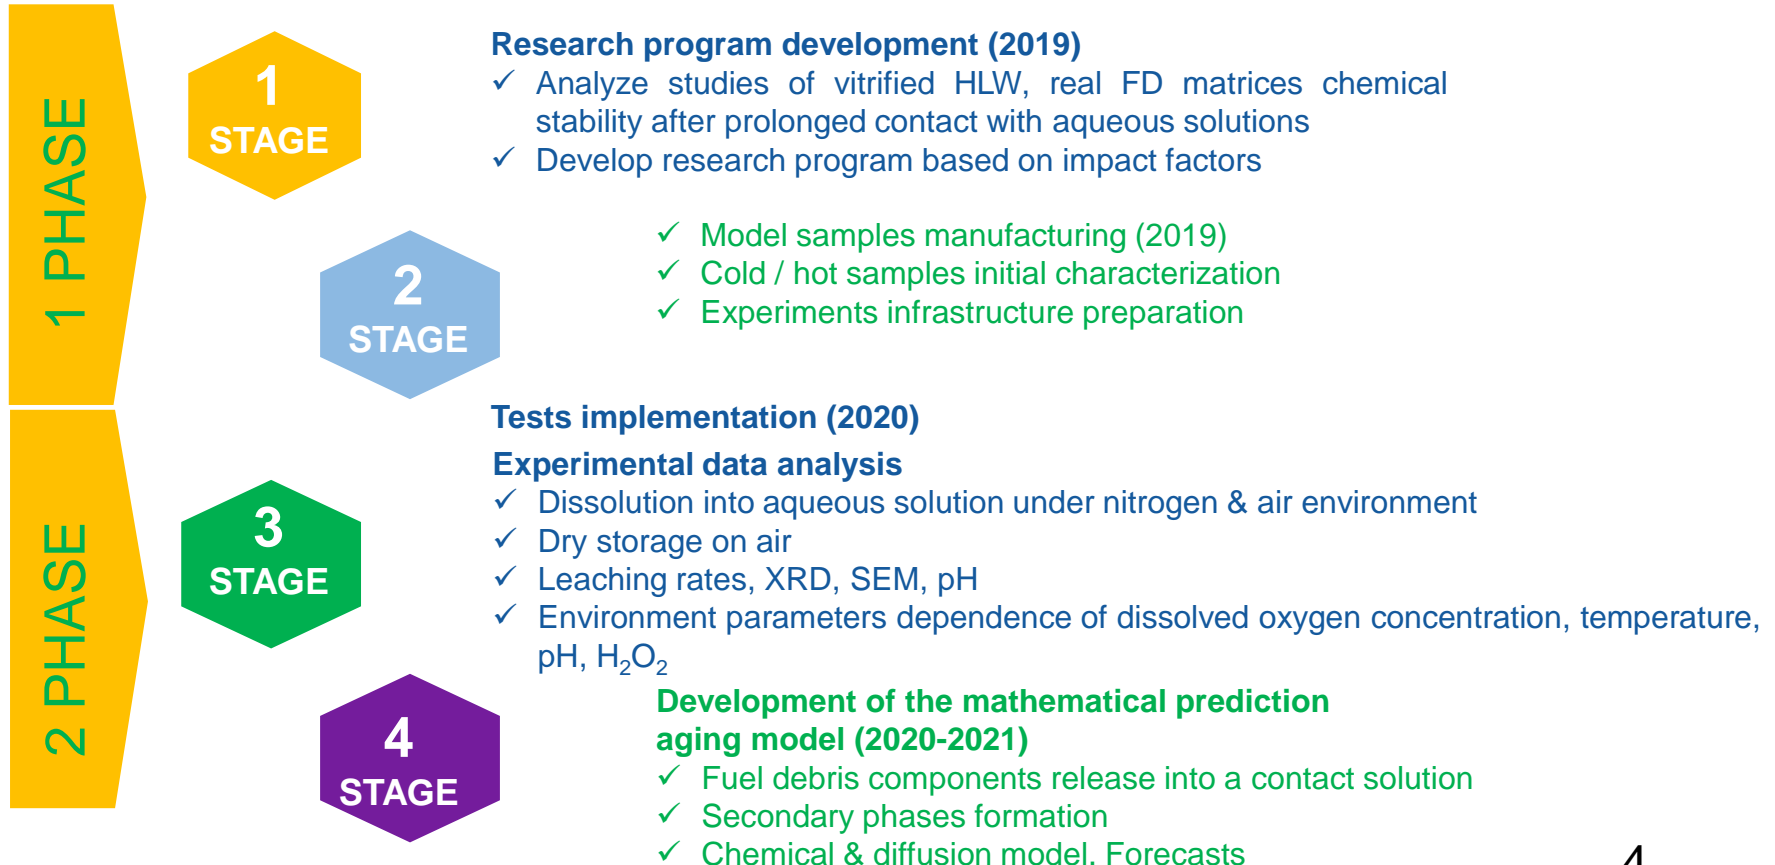 1 PHASE
1
STAGE
Research program development (2019)
✓ Analyze studies of vitrified HLW, real FD matrices chemical
stability after prolonged contact with aqueous solutions
✓ Develop research program based on impact factors
2
STAGE
✓ Model samples manufacturing (2019)
✓ Cold / hot samples initial characterization
✓ Experiments infrastructure preparation
2 PHASE
3
STAGE
Tests implementation (2020)
Experimental data analysis
✓ Dissolution into aqueous solution under nitrogen & air environment
✓ Dry storage on air
✓ Leaching rates, XRD, SEM, pH
✓ Environment parameters dependence of dissolved oxygen concentration, temperature,
pH, H₂O₂
4
STAGE
Development of the mathematical prediction
aging model (2020-2021)
✓ Fuel debris components release into a contact solution
✓ Secondary phases formation
✓ Chemical & diffusion model. Forecasts
4